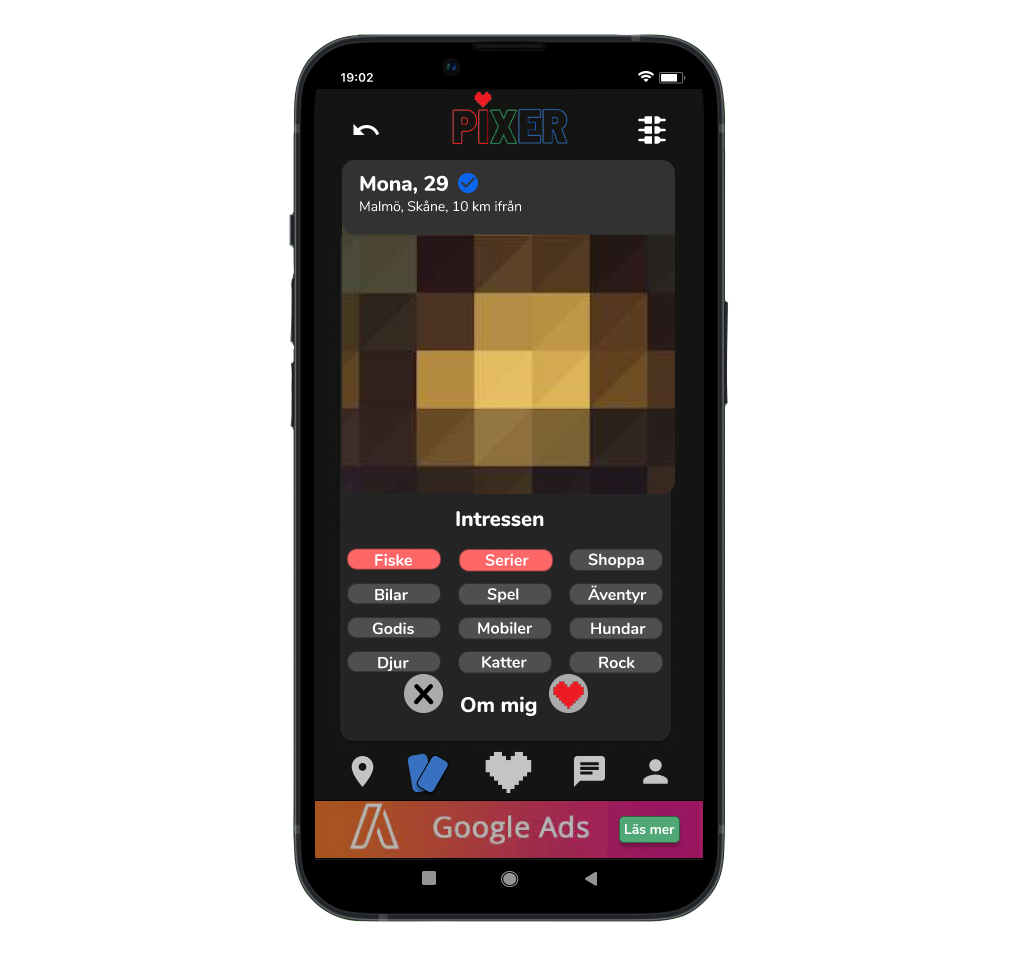 19:02
PIXER
Mona, 29
Malmö, Skåne, 10 km ifrån
Intressen
Fiske Serier Shoppa
Bilar Spel Äventyr
Godis Mobiler Hundar
Djur Katter Rock
Om mig
Google Ads Läs mer